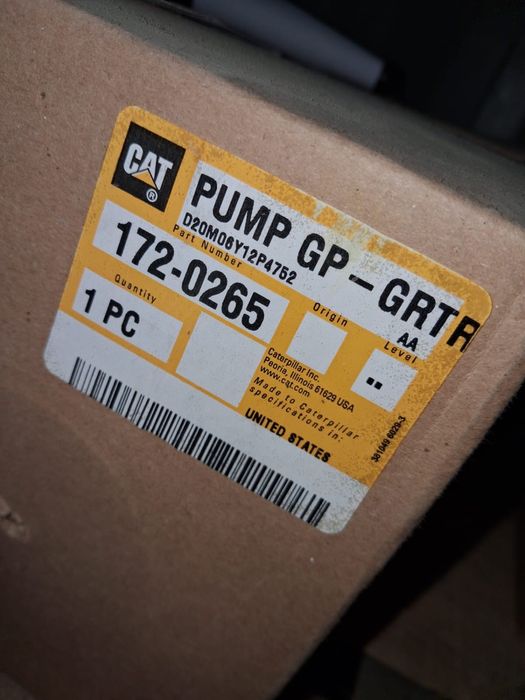 CAT®
PUMP GP-GRTR
D20M06Y12P4752 AA
Part Number
172-0265
Origin
Level
Quantity
1 PC
--
Caterpillar Inc.
Peoria, Illinois 61629 USA
www.cat.com
Made to Caterpillar
specifications in:
UNITED STATES